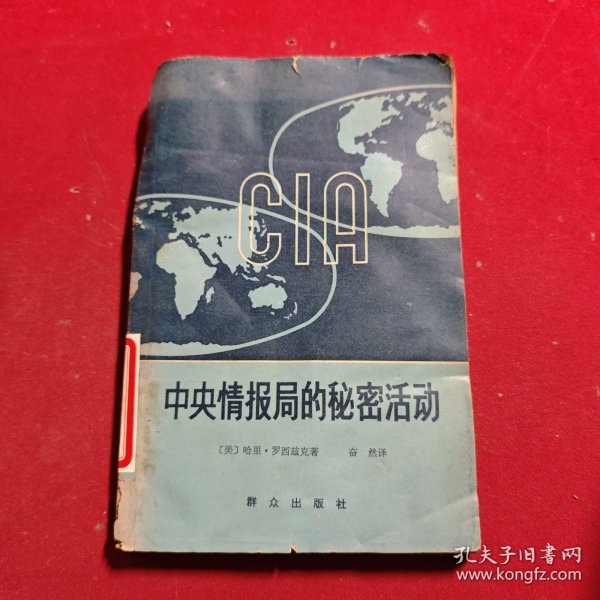 CIA
中央情报局的秘密活动
〔美〕哈里·罗西兹克著 奋然译
群众出版社
孔夫子旧书网
www.kongfz.com